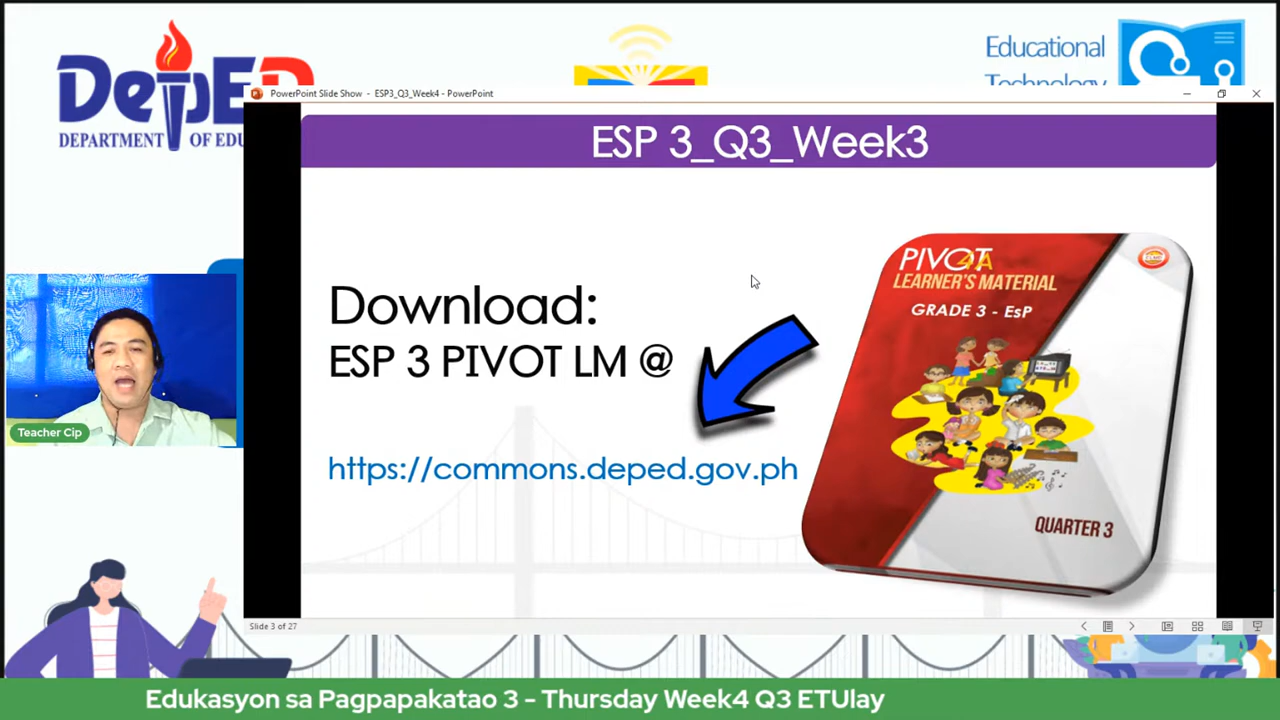 DepED
DEPARTMENT OF EDU
Educational
Technology
PowerPoint Slide Show - ESP3_Q3_Week4 - PowerPoint
ESP 3_Q3_Week3
Download:
ESP 3 PIVOT LM @
https://commons.deped.gov.ph
PIVOT
4A
LEARNER'S MATERIAL
GRADE 3 - EsP
QUARTER 3
Teacher Cip
Slide 3 of 27
Edukasyon sa Pagpapakatao 3 - Thursday Week4 Q3 ETUlay